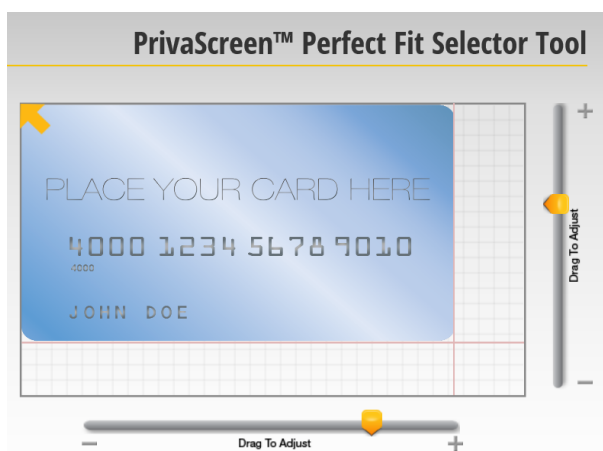 PrivaScreen™ Perfect Fit Selector Tool
PLACE YOUR CARD HERE
4000 1234 5678 9010
4000
JOHN DOE
Drag To Adjust
Drag To Adjust